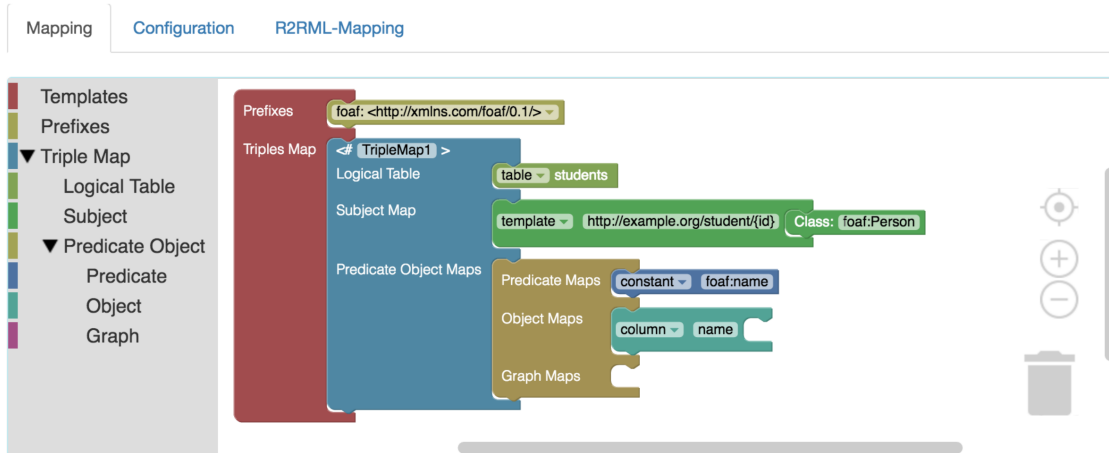 Mapping Configuration R2RML-Mapping
Templates
Prefixes
Triple Map
Logical Table
Subject
Predicate Object
Predicate
Object
Graph
Prefixes foaf: <http://xmlns.com/foaf/0.1/>
Triples Map <# TripleMap1 >
Logical Table table students
Subject Map template http://example.org/student/{id} Class: foaf:Person
Predicate Object Maps Predicate Maps constant foaf:name
Object Maps column name
Graph Maps